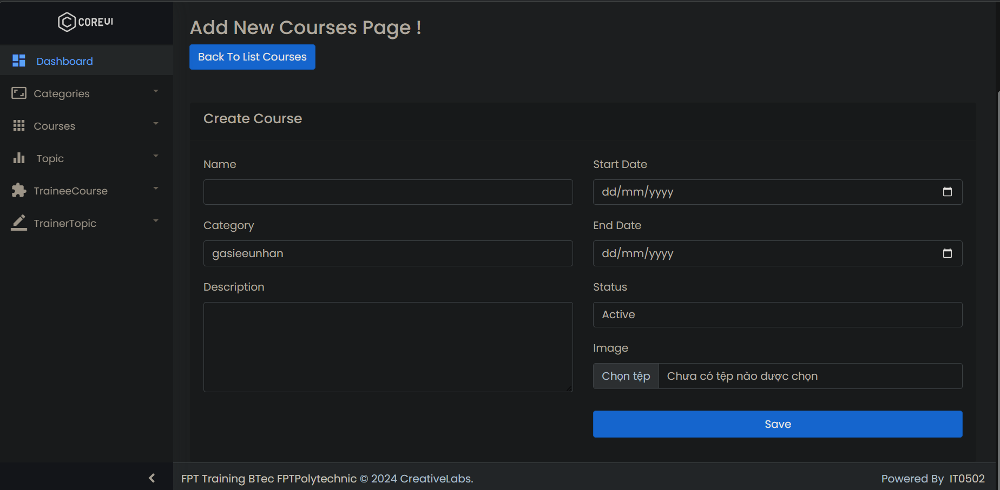 COREUI
Dashboard
Categories
Courses
Topic
TraineeCourse
TrainerTopic
Add New Courses Page !
Back To List Courses
Create Course
Name
Category
gasieeunhan
Description
Start Date
dd/mm/yyyy
End Date
dd/mm/yyyy
Status
Active
Image
Chọn tệp Chưa có tệp nào được chọn
Save
FPT Training BTec FPTPolytechnic © 2024 CreativeLabs.
Powered By IT0502